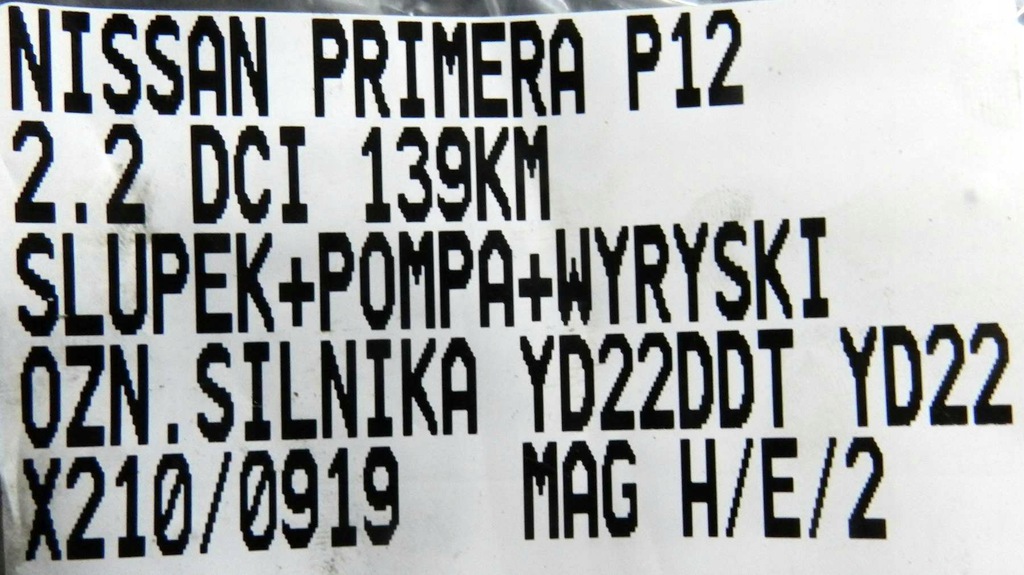 NISSAN PRIMERA P12
2.2 DCI 139KM
SLUPEK+POMPA+WYRYSKI
OZN.SILNIKA YD22DDT YD22
X210/0919 MAG H/E/2